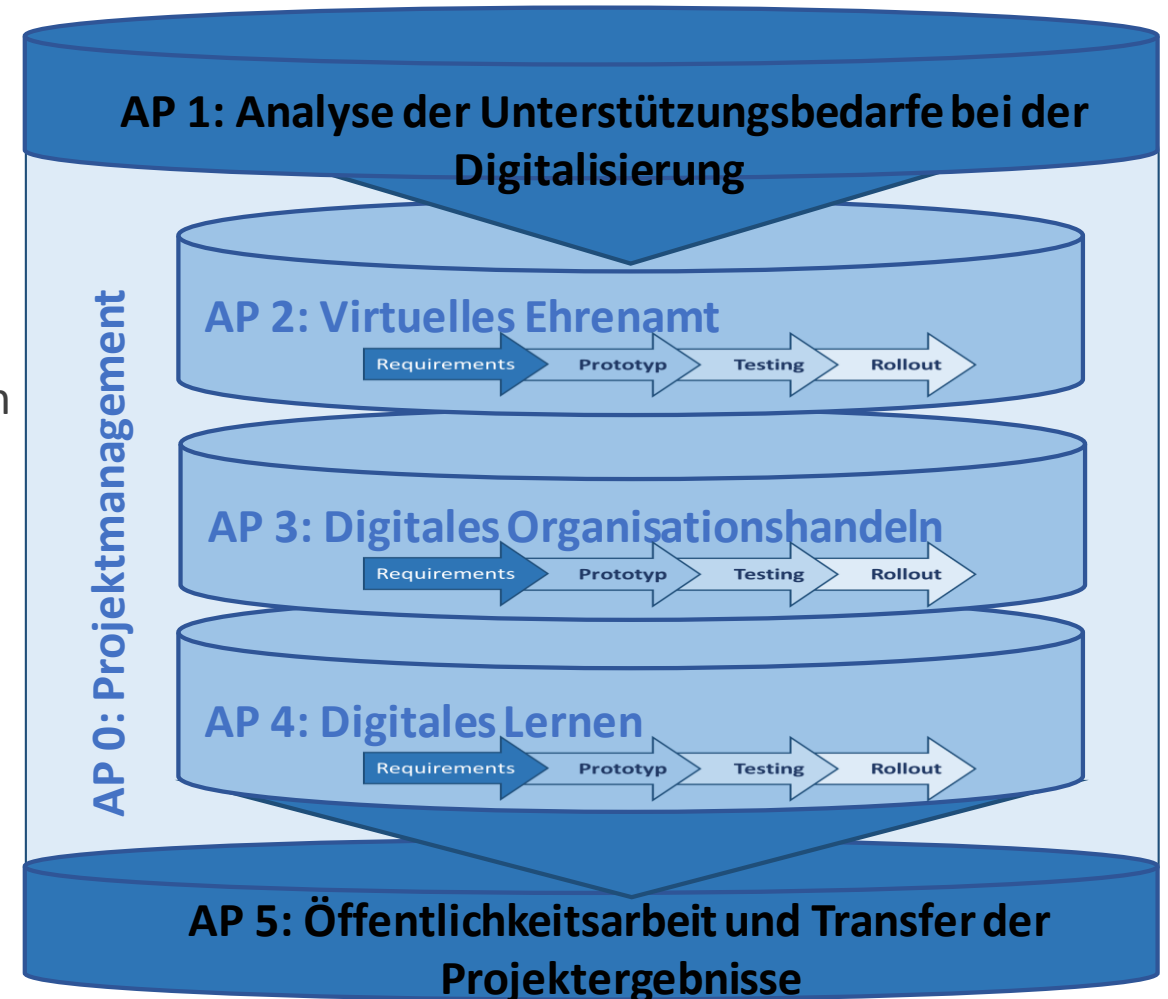 AP 1: Analyse der Unterstützungsbedarfe bei der
Digitalisierung
AP 0: Projektmanagement
n
AP 2: Virtuelles Ehrenamt
Requirements Prototyp Testing Rollout
AP 3: Digitales Organisationshandeln
Requirements Prototyp Testing Rollout
AP 4: Digitales Lernen
Requirements Prototyp Testing Rollout
AP 5: Öffentlichkeitsarbeit und Transfer der
Projektergebnisse